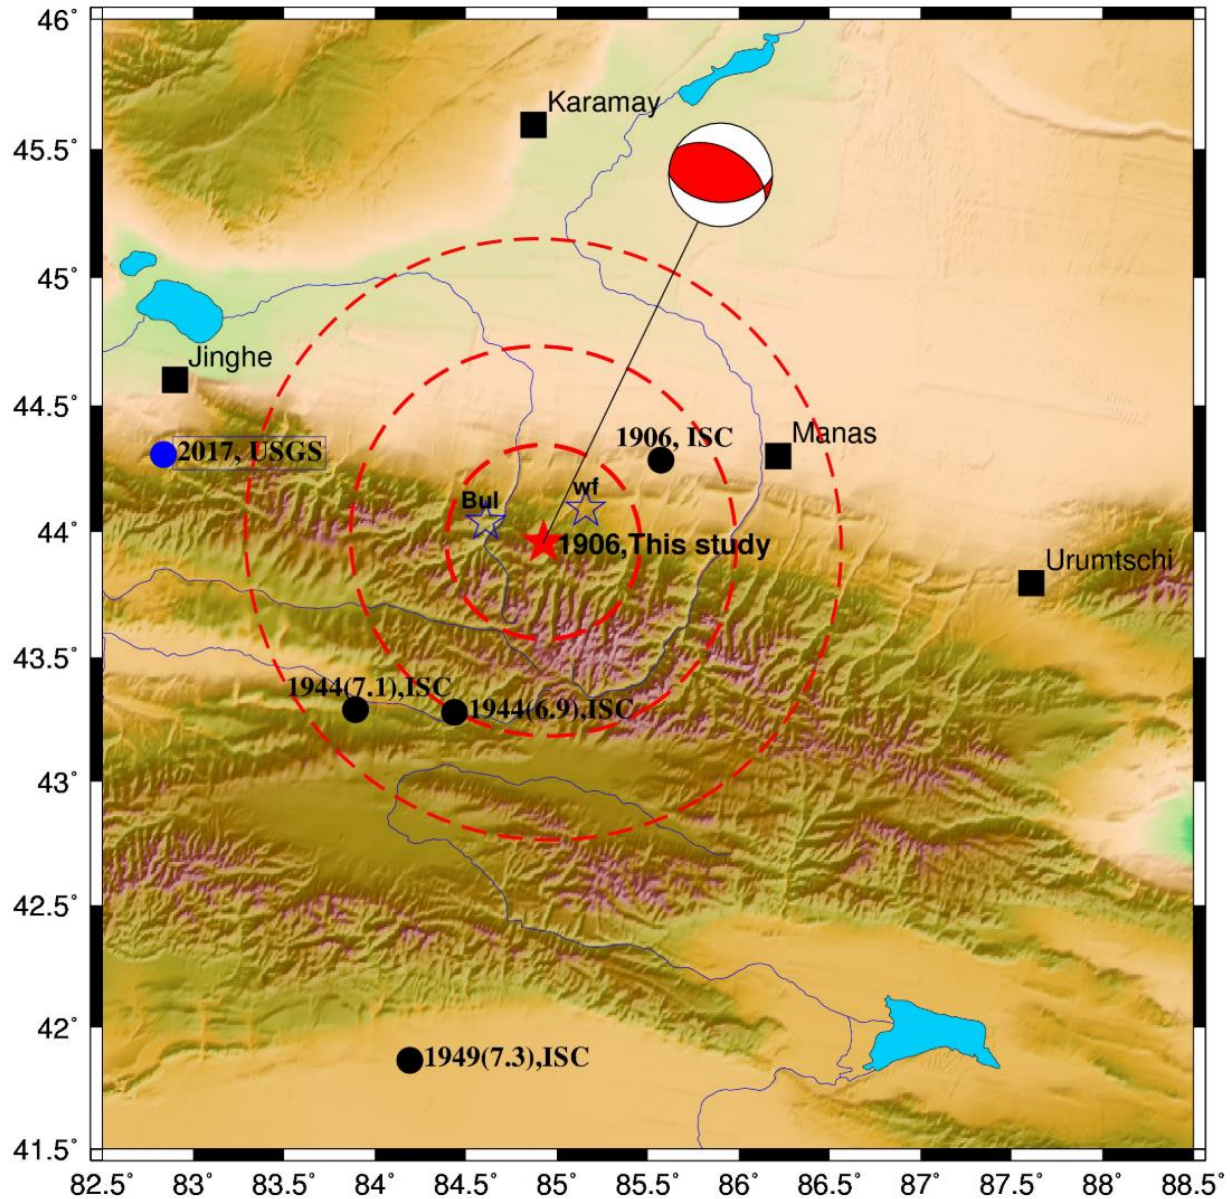 46˚
Karamay
45.5˚
45˚
Jinghe
44.5˚
1906, ISC
Manas
2017, USGS
Bul
wf
44˚
1906,This study
Urumtschi
43.5˚
1944(7.1),ISC
1944(6.9),ISC
43˚
42.5˚
42˚
1949(7.3),ISC
41.5˚
82.5˚ 83˚ 83.5˚ 84˚ 84.5˚ 85˚ 85.5˚ 86˚ 86.5˚ 87˚ 87.5˚ 88˚ 88.5˚